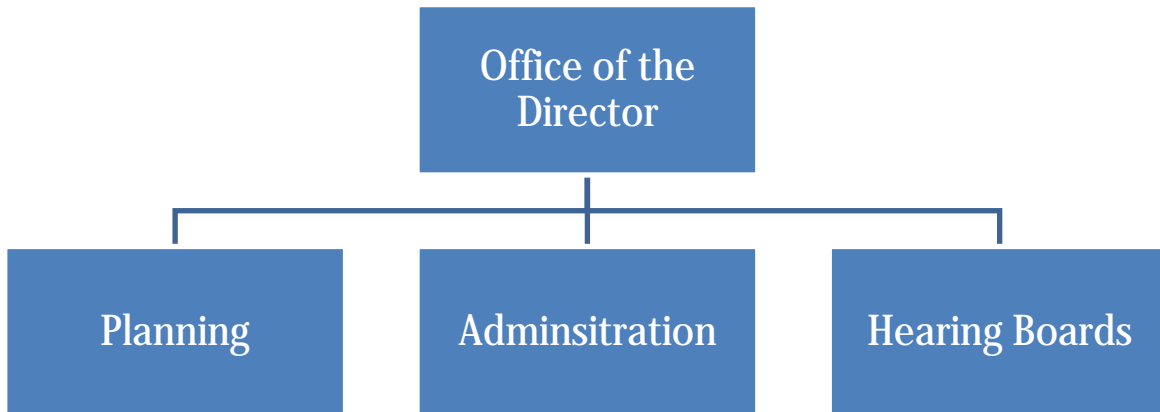 Office of the
Director
Planning
Adminsitration
Hearing Boards